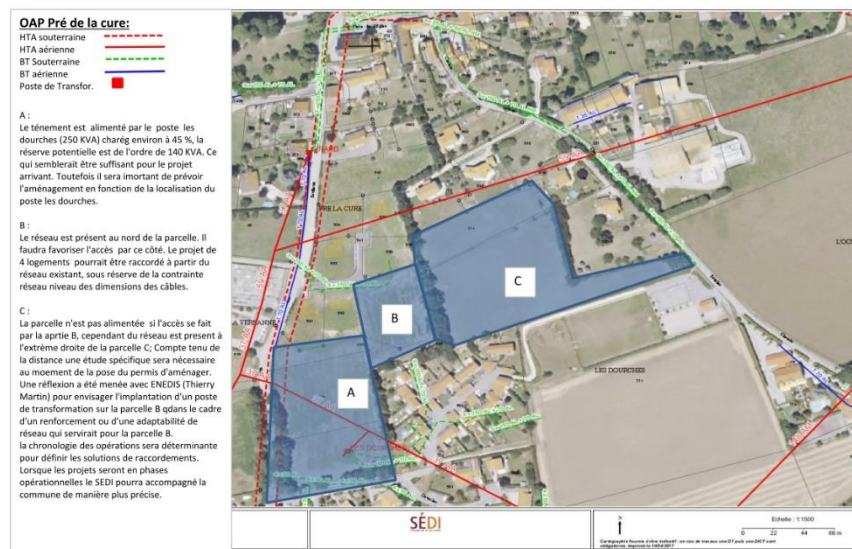 OAP Pré de la cure:
HTA souterraine
HTA aérienne
BT Souterraine
BT aérienne
Poste de Transfor.
A :
Le ténement est alimenté par le poste les
dourches (250 KVA) charég environ à 45 %, la
réserve potentielle est de l'ordre de 140 KVA. Ce
qui semblerait être suffisant pour le projet
arrivant. Toutefois il sera imortant de prévoir
l'aménagement en fonction de la localisation du
poste les dourches.
B :
Le réseau est présent au nord de la parcelle. Il
faudra favoriser l'accès par ce côté. Le projet de
4 logements pourrait être raccordé à partir du
réseau existant, sous réserve de la contrainte
réseau niveau des dimensions des câbles.
C :
La parcelle n'est pas alimentée si l'accès se fait
par la aprtie B, cependant du réseau est présent à
l'extrème droite de la parcelle C; Compte tenu de
la distance une étude spécifique sera nécessaire
au moement de la pose du permis d'aménager.
Une réflexion a été menée avec ENEDIS (Thierry
Martin) pour envisager l'implantation d'un poste
de transformation sur la parcelle B qdans le cadre
d'un renforcement ou d'une adaptabilité de
réseau qui servirait pour la parcelle B.
la chronologie des opérations sera déterminante
pour définir les solutions de raccordements.
Lorsque les projets seront en phases
opérationnelles le SEDI pourra accompagné la
commune de manière plus précise.
PRE LA CURE
C
B
A
LES DOURCHES
SÉDI
N
Echelle : 1:1500
0 22 44 66 m